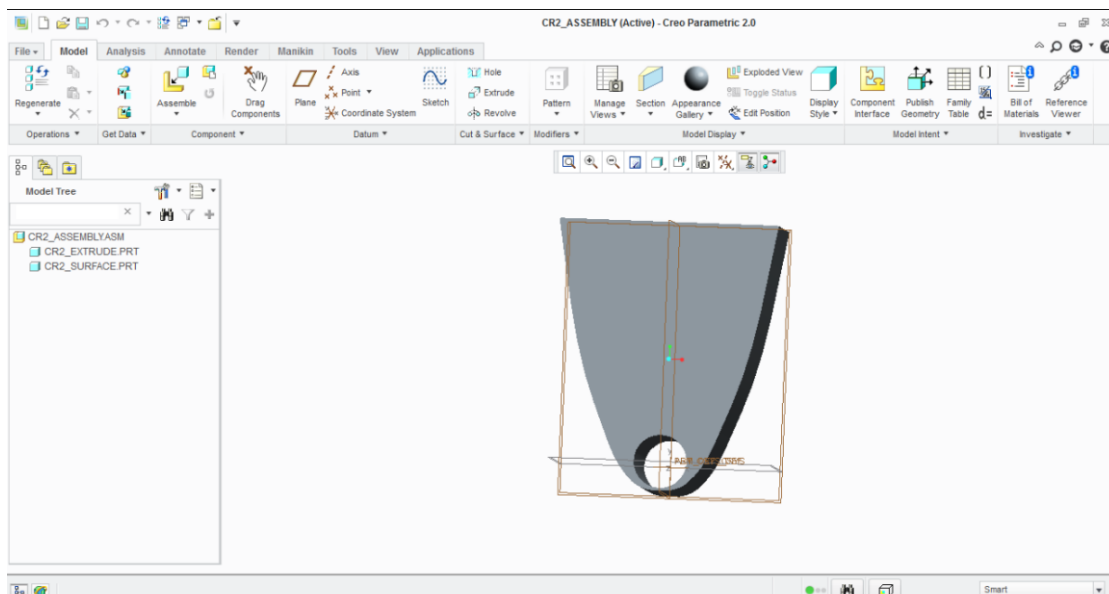 CR2_ASSEMBLY (Active) - Creo Parametric 2.0
File Model Analysis Annotate Render Manikin Tools View Applications
Regenerate
Assemble
Drag Components
Plane
Axis
Point
Coordinate System
Sketch
Hole
Extrude
Revolve
Pattern
Manage Views
Section
Appearance Gallery
Exploded View
Toggle Status
Edit Position
Display Style
Component Interface
Publish Geometry
Family Table
d=
Bill of Materials
Reference Viewer
Operations Get Data Component Datum Cut & Surface Modifiers Model Display Model Intent Investigate
Model Tree
CR2_ASSEMBLY.ASM
CR2_EXTRUDE.PRT
CR2_SURFACE.PRT
Smart